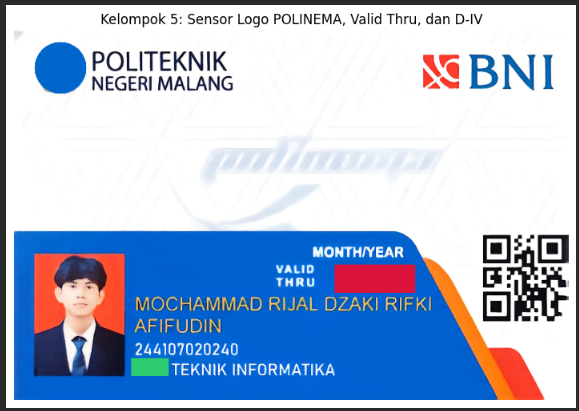 Kelompok 5: Sensor Logo POLINEMA, Valid Thru, dan D-IV
POLITEKNIK
NEGERI MALANG
BNI
polinema
MONTH/YEAR
VALID
THRU
MOCHAMMAD RIJAL DZAKI RIFKI
AFIFUDIN
244107020240
TEKNIK INFORMATIKA